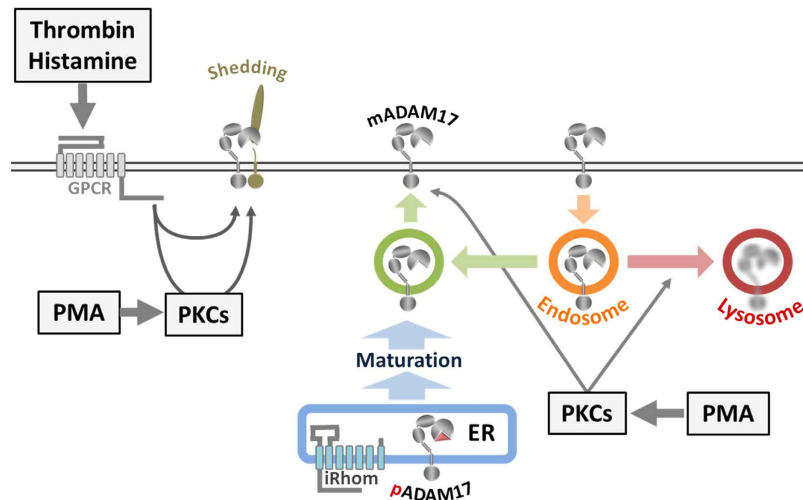 Thrombin
Histamine
Shedding
mADAM17
GPCR
PMA
PKCs
Endosome
Lysosome
Maturation
ER
iRhom
pADAM17
PKCs
PMA